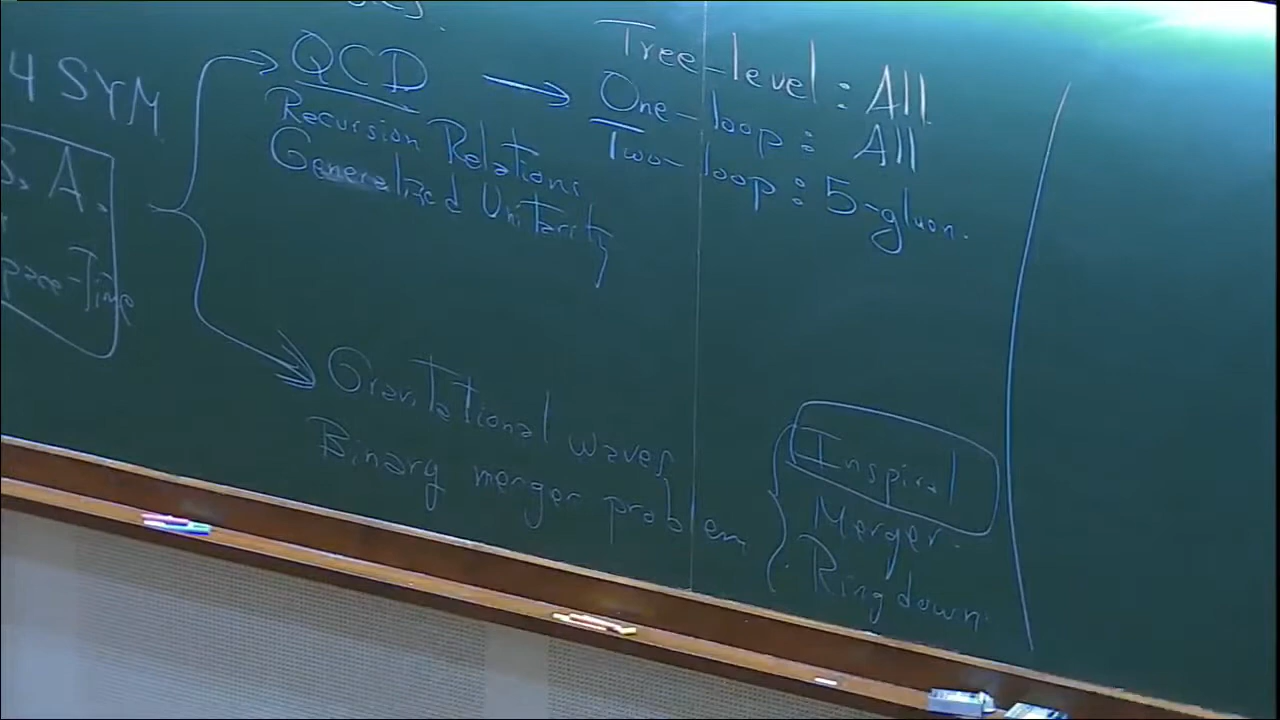 4 SYM
S. A.
pace-Time
QCD
Recursion Relations
Generalized Unitarity
Tree-level : All
One-loop : All
Two-loop : 5-gluon.
Gravitational waves
Binary merger problem
Inspiral
Merger.
Ringdown.